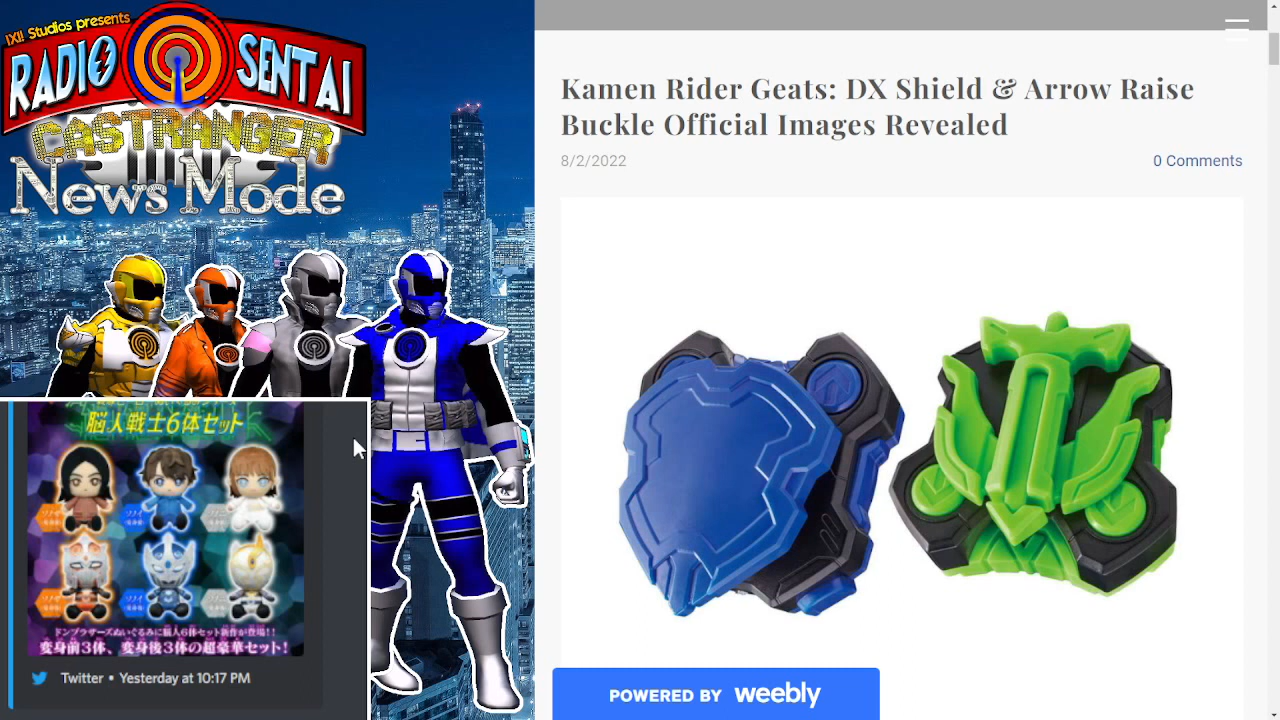 IXII Studios presents
RADIO SENTAI
CASTRANGER
News Mode
脳人戦士6体セット
ドンブラザーズぬいぐるみに脳人6体セット新作が登場!!
変身前3体、変身後3体の超豪華セット!
Twitter • Yesterday at 10:17 PM
Kamen Rider Geats: DX Shield & Arrow Raise
Buckle Official Images Revealed
8/2/2022
0 Comments
POWERED BY weebly